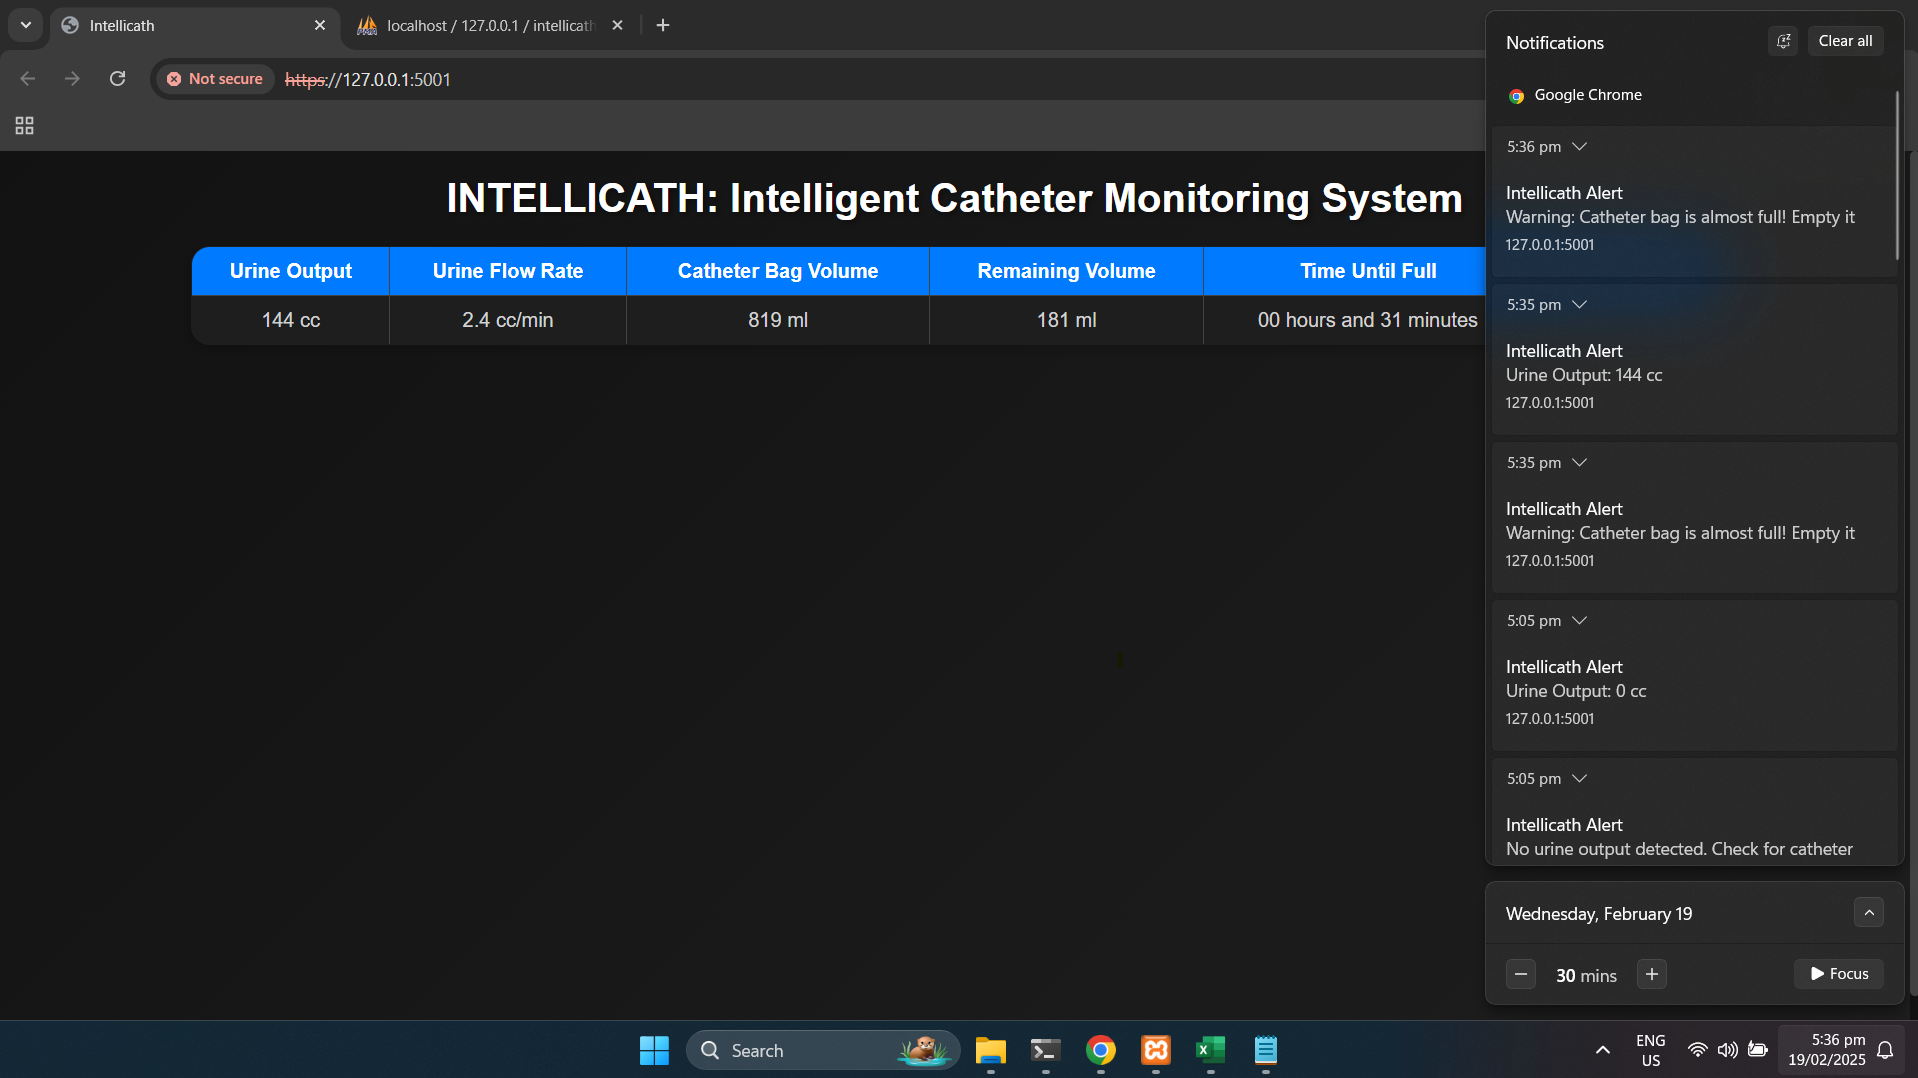 Intellicath
localhost / 127.0.0.1 / intellicath
Not secure
https://127.0.0.1:5001
INTELLICATH: Intelligent Catheter Monitoring System
Urine Output Urine Flow Rate Catheter Bag Volume Remaining Volume Time Until Full
144 cc 2.4 cc/min 819 ml 181 ml 00 hours and 31 minutes
Notifications
Clear all
Google Chrome
5:36 pm
Intellicath Alert
Warning: Catheter bag is almost full! Empty it
127.0.0.1:5001
5:35 pm
Intellicath Alert
Urine Output: 144 cc
127.0.0.1:5001
5:35 pm
Intellicath Alert
Warning: Catheter bag is almost full! Empty it
127.0.0.1:5001
5:05 pm
Intellicath Alert
Urine Output: 0 cc
127.0.0.1:5001
5:05 pm
Intellicath Alert
No urine output detected. Check for catheter
Wednesday, February 19
30 mins
Focus
Search
ENG
US
5:36 pm
19/02/2025